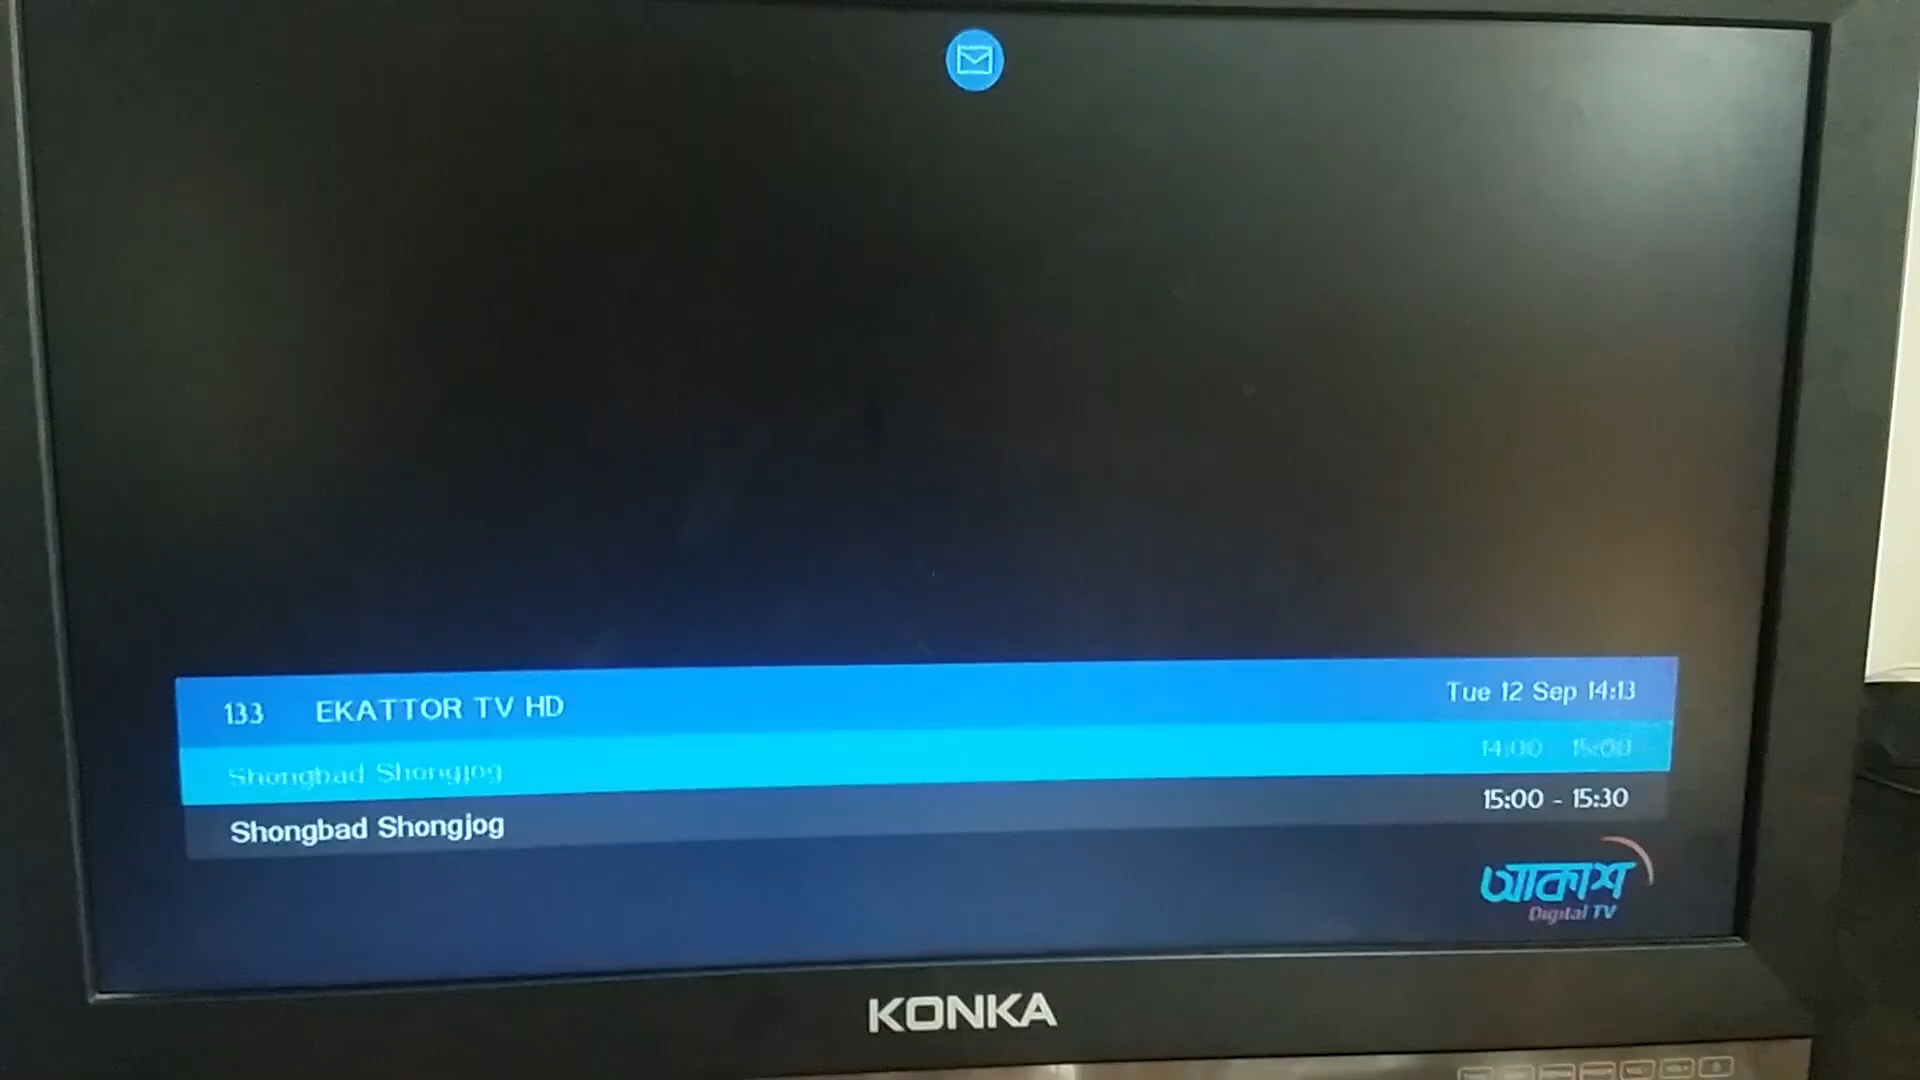 133 EKATTOR TV HD Tue 12 Sep 14:13
Shongbad Shongjog 14:00 15:00
Shongbad Shongjog 15:00 - 15:30
আকাশ
Digital TV
KONKA